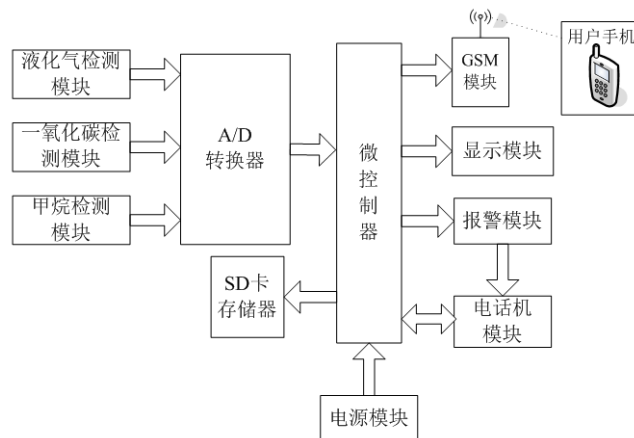 液化气检测
模块
一氧化碳检
测模块
甲烷检测
模块
A/D
转换器
SD卡
存储器
微
控
制
器
电源模块
GSM
模块
显示模块
报警模块
电话机
模块
用户手机